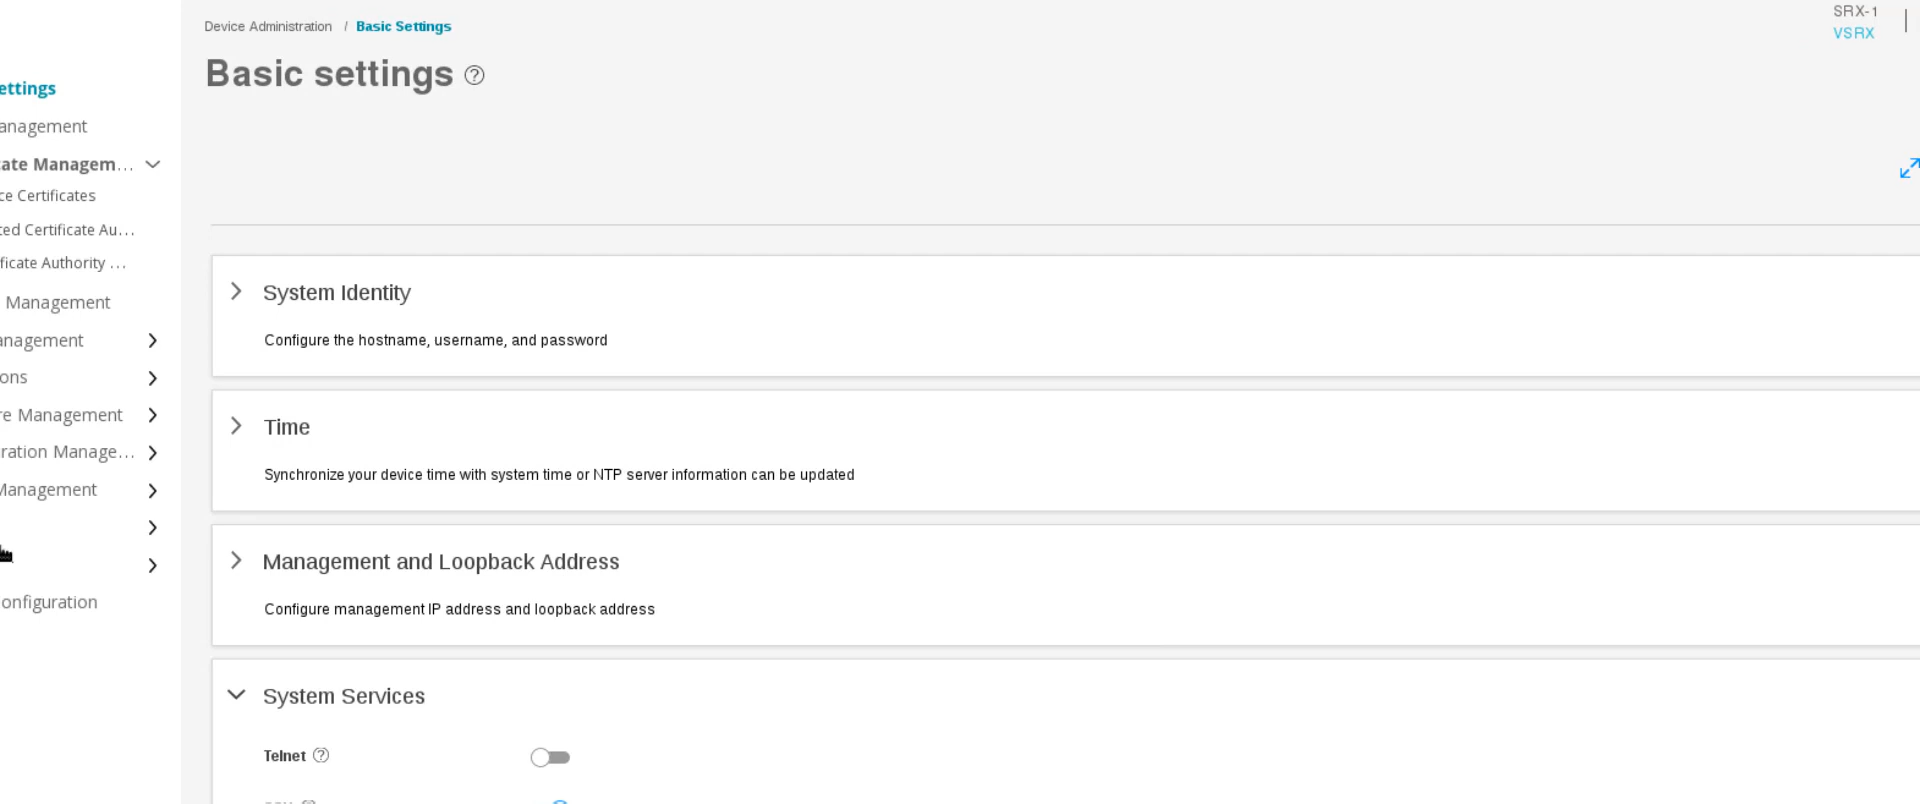 Device Administration / Basic Settings
SRX-1
VSRX
Basic settings
ettings
anagement
ate Managem...
ce Certificates
ted Certificate Au...
ficate Authority ...
Management
anagement
ons
re Management
ration Manage...
Management
onfiguration
System Identity
Configure the hostname, username, and password
Time
Synchronize your device time with system time or NTP server information can be updated
Management and Loopback Address
Configure management IP address and loopback address
System Services
Telnet